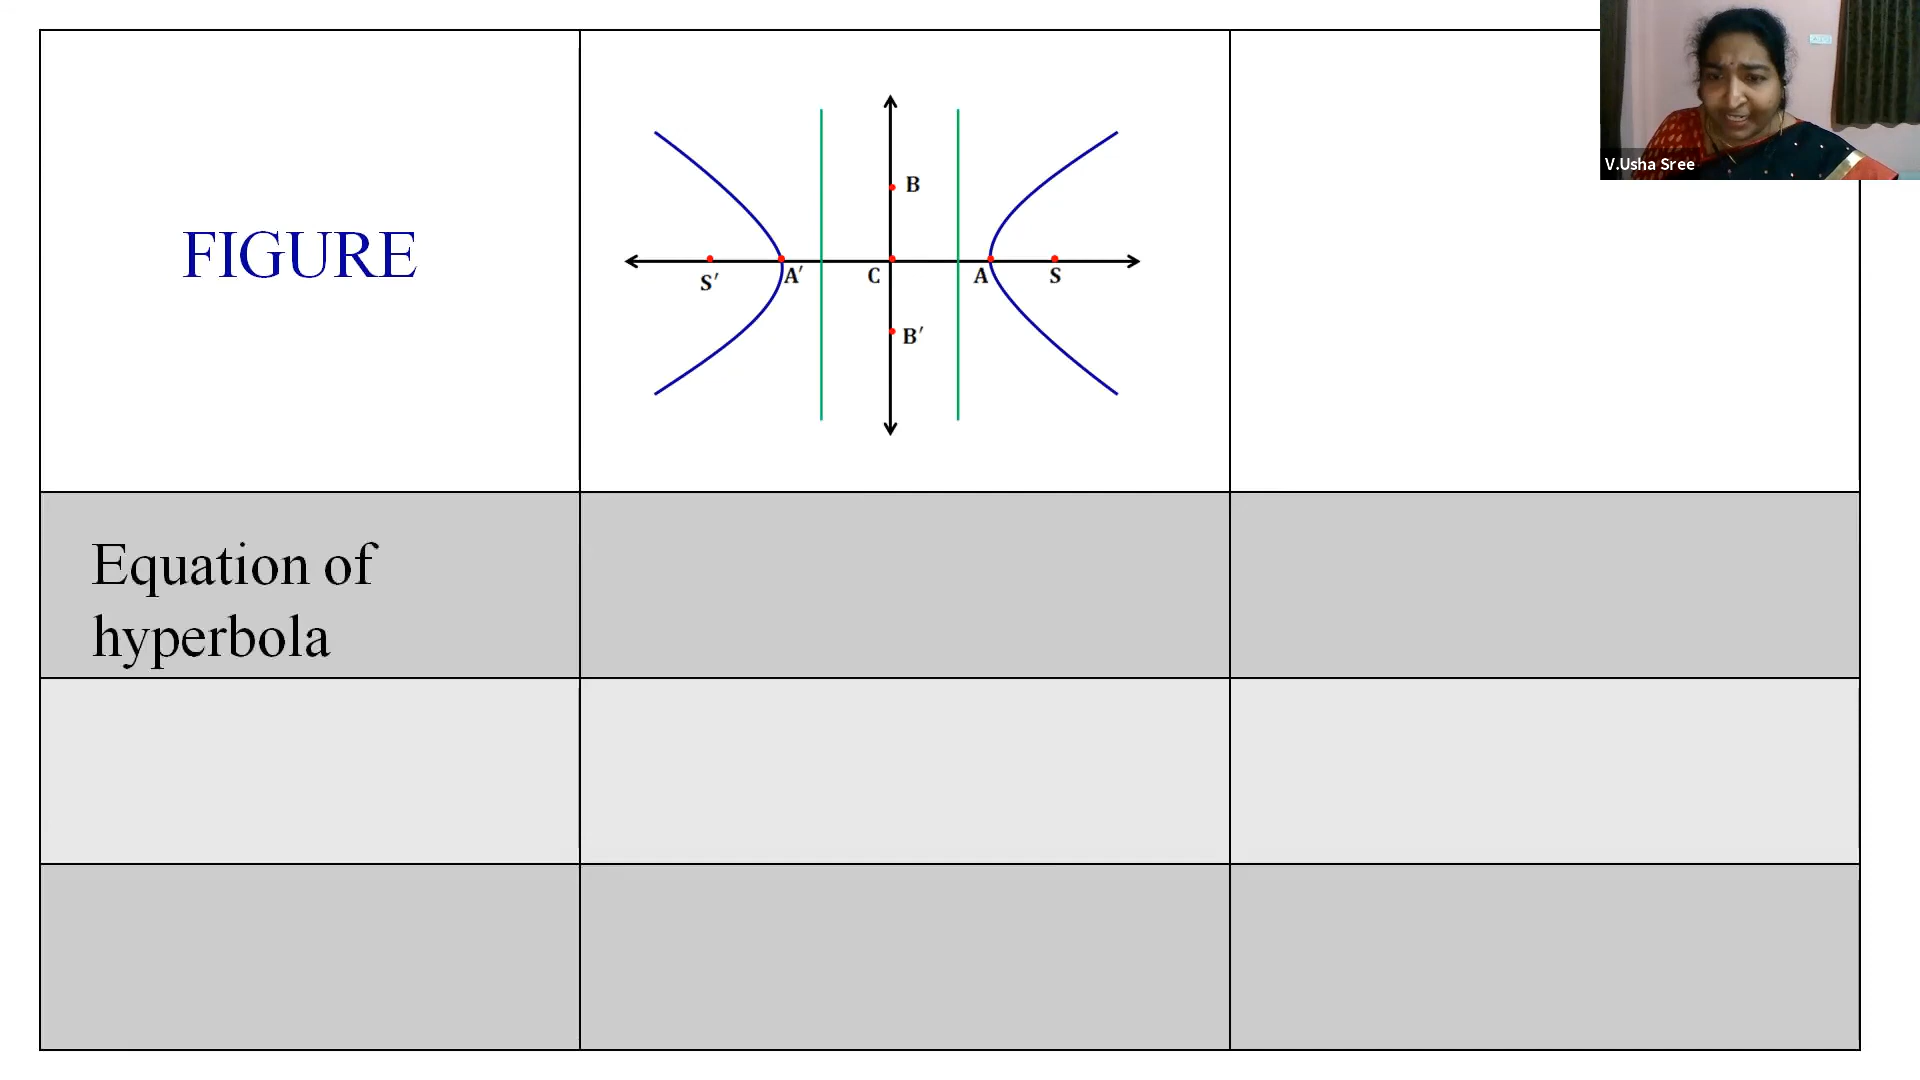 V.Usha Sree
FIGURE
B
S′ A′ C A S
B′
Equation of
hyperbola